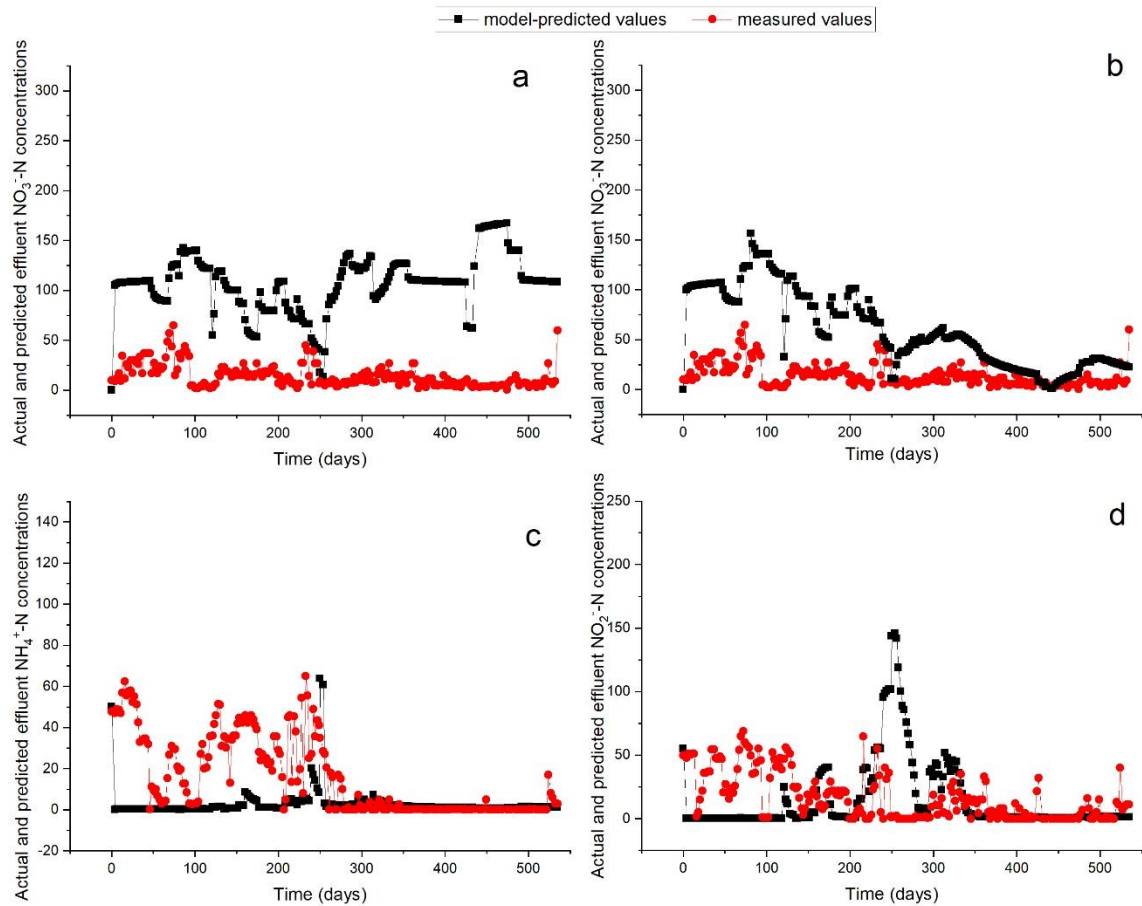 model-predicted values measured values
a
Actual and predicted effluent NO₃⁻-N concentrations
300
250
200
150
100
50
0
0 100 200 300 400 500
Time (days)
b
Actual and predicted effluent NO₃⁻-N concentrations
300
250
200
150
100
50
0
0 100 200 300 400 500
Time (days)
c
Actual and predicted effluent NH₄⁺-N concentrations
140
120
100
80
60
40
20
0
-20
0 100 200 300 400 500
Time (days)
d
Actual and predicted effluent NO₂⁻-N concentrations
250
200
150
100
50
0
0 100 200 300 400 500
Time (days)